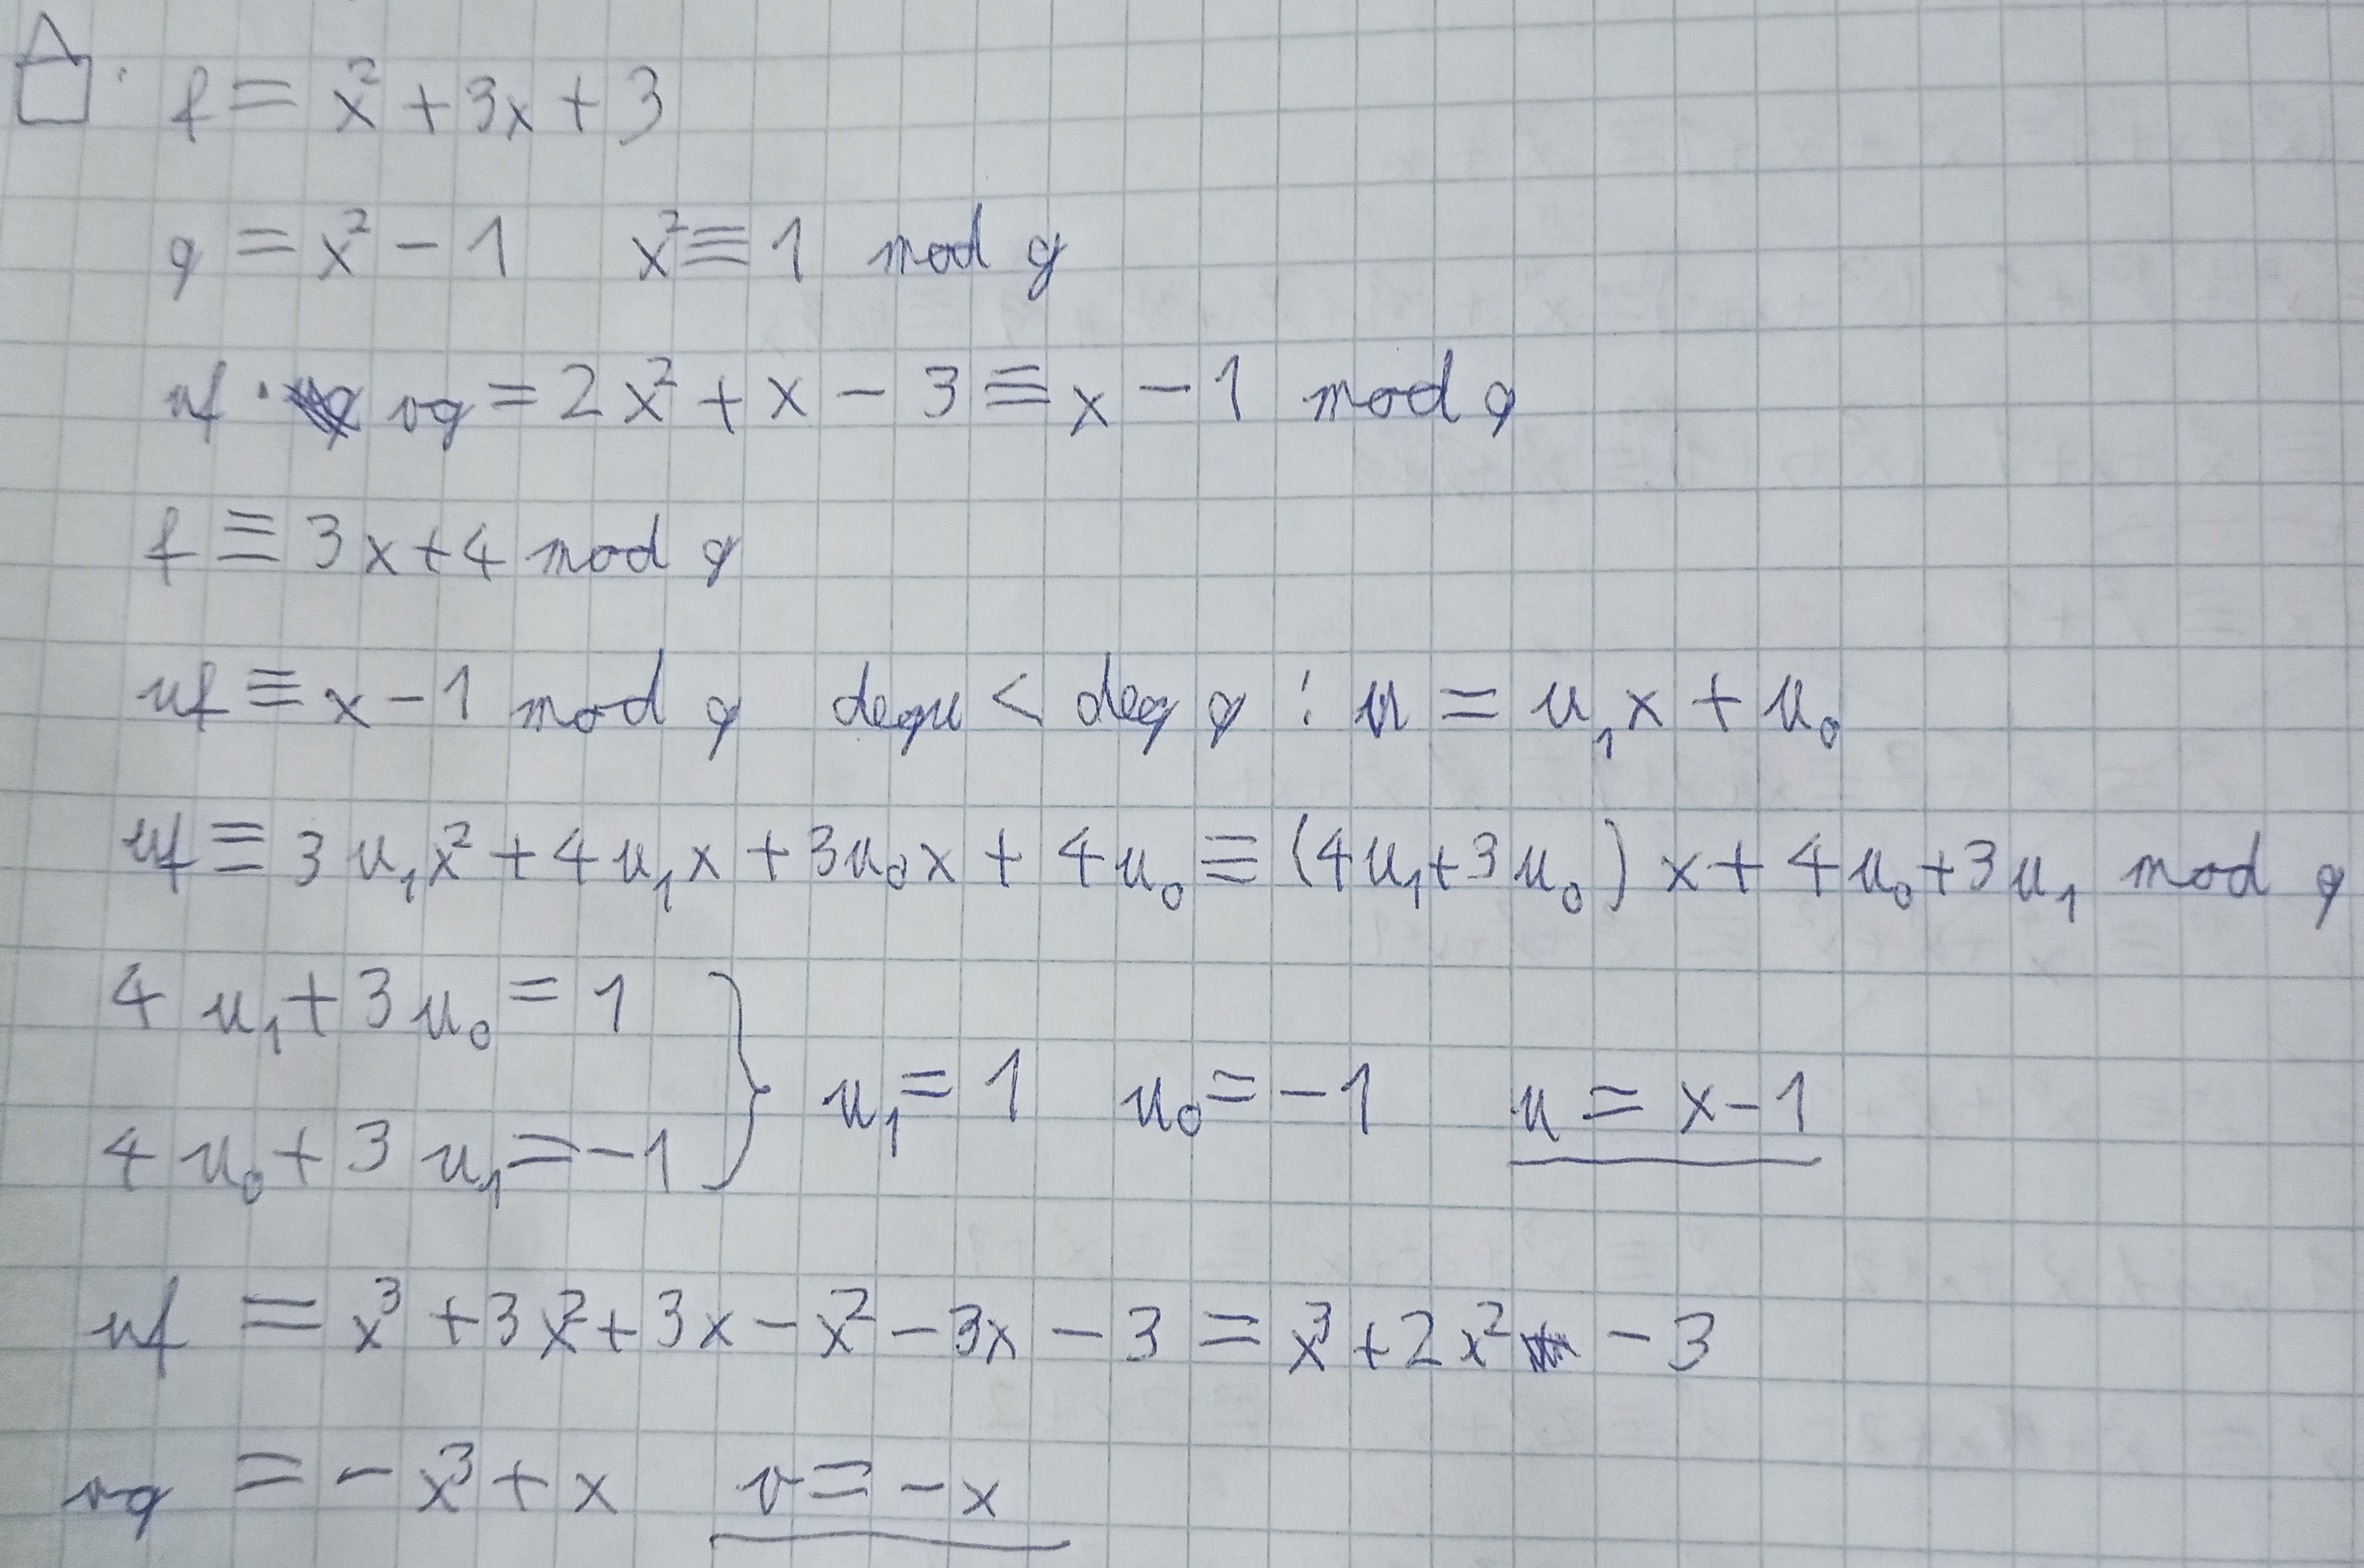 f = x² + 3x + 3
g = x² - 1 x² ≡ 1 mod g
uf · vg = 2x² + x - 3 ≡ x - 1 mod g
f ≡ 3x + 4 mod g
uf ≡ x - 1 mod g deg u < deg g : u = u₁x + u₀
uf ≡ 3u₁x² + 4u₁x + 3u₀x + 4u₀ ≡ (4u₁ + 3u₀) x + 4u₀ + 3u₁ mod g
4u₁ + 3u₀ = 1
4u₀ + 3u₁ = -1 } u₁ = 1 u₀ = -1 u = x - 1
uf = x³ + 3x² + 3x - x² - 3x - 3 = x³ + 2x² - 3
vg = -x³ + x v = -x